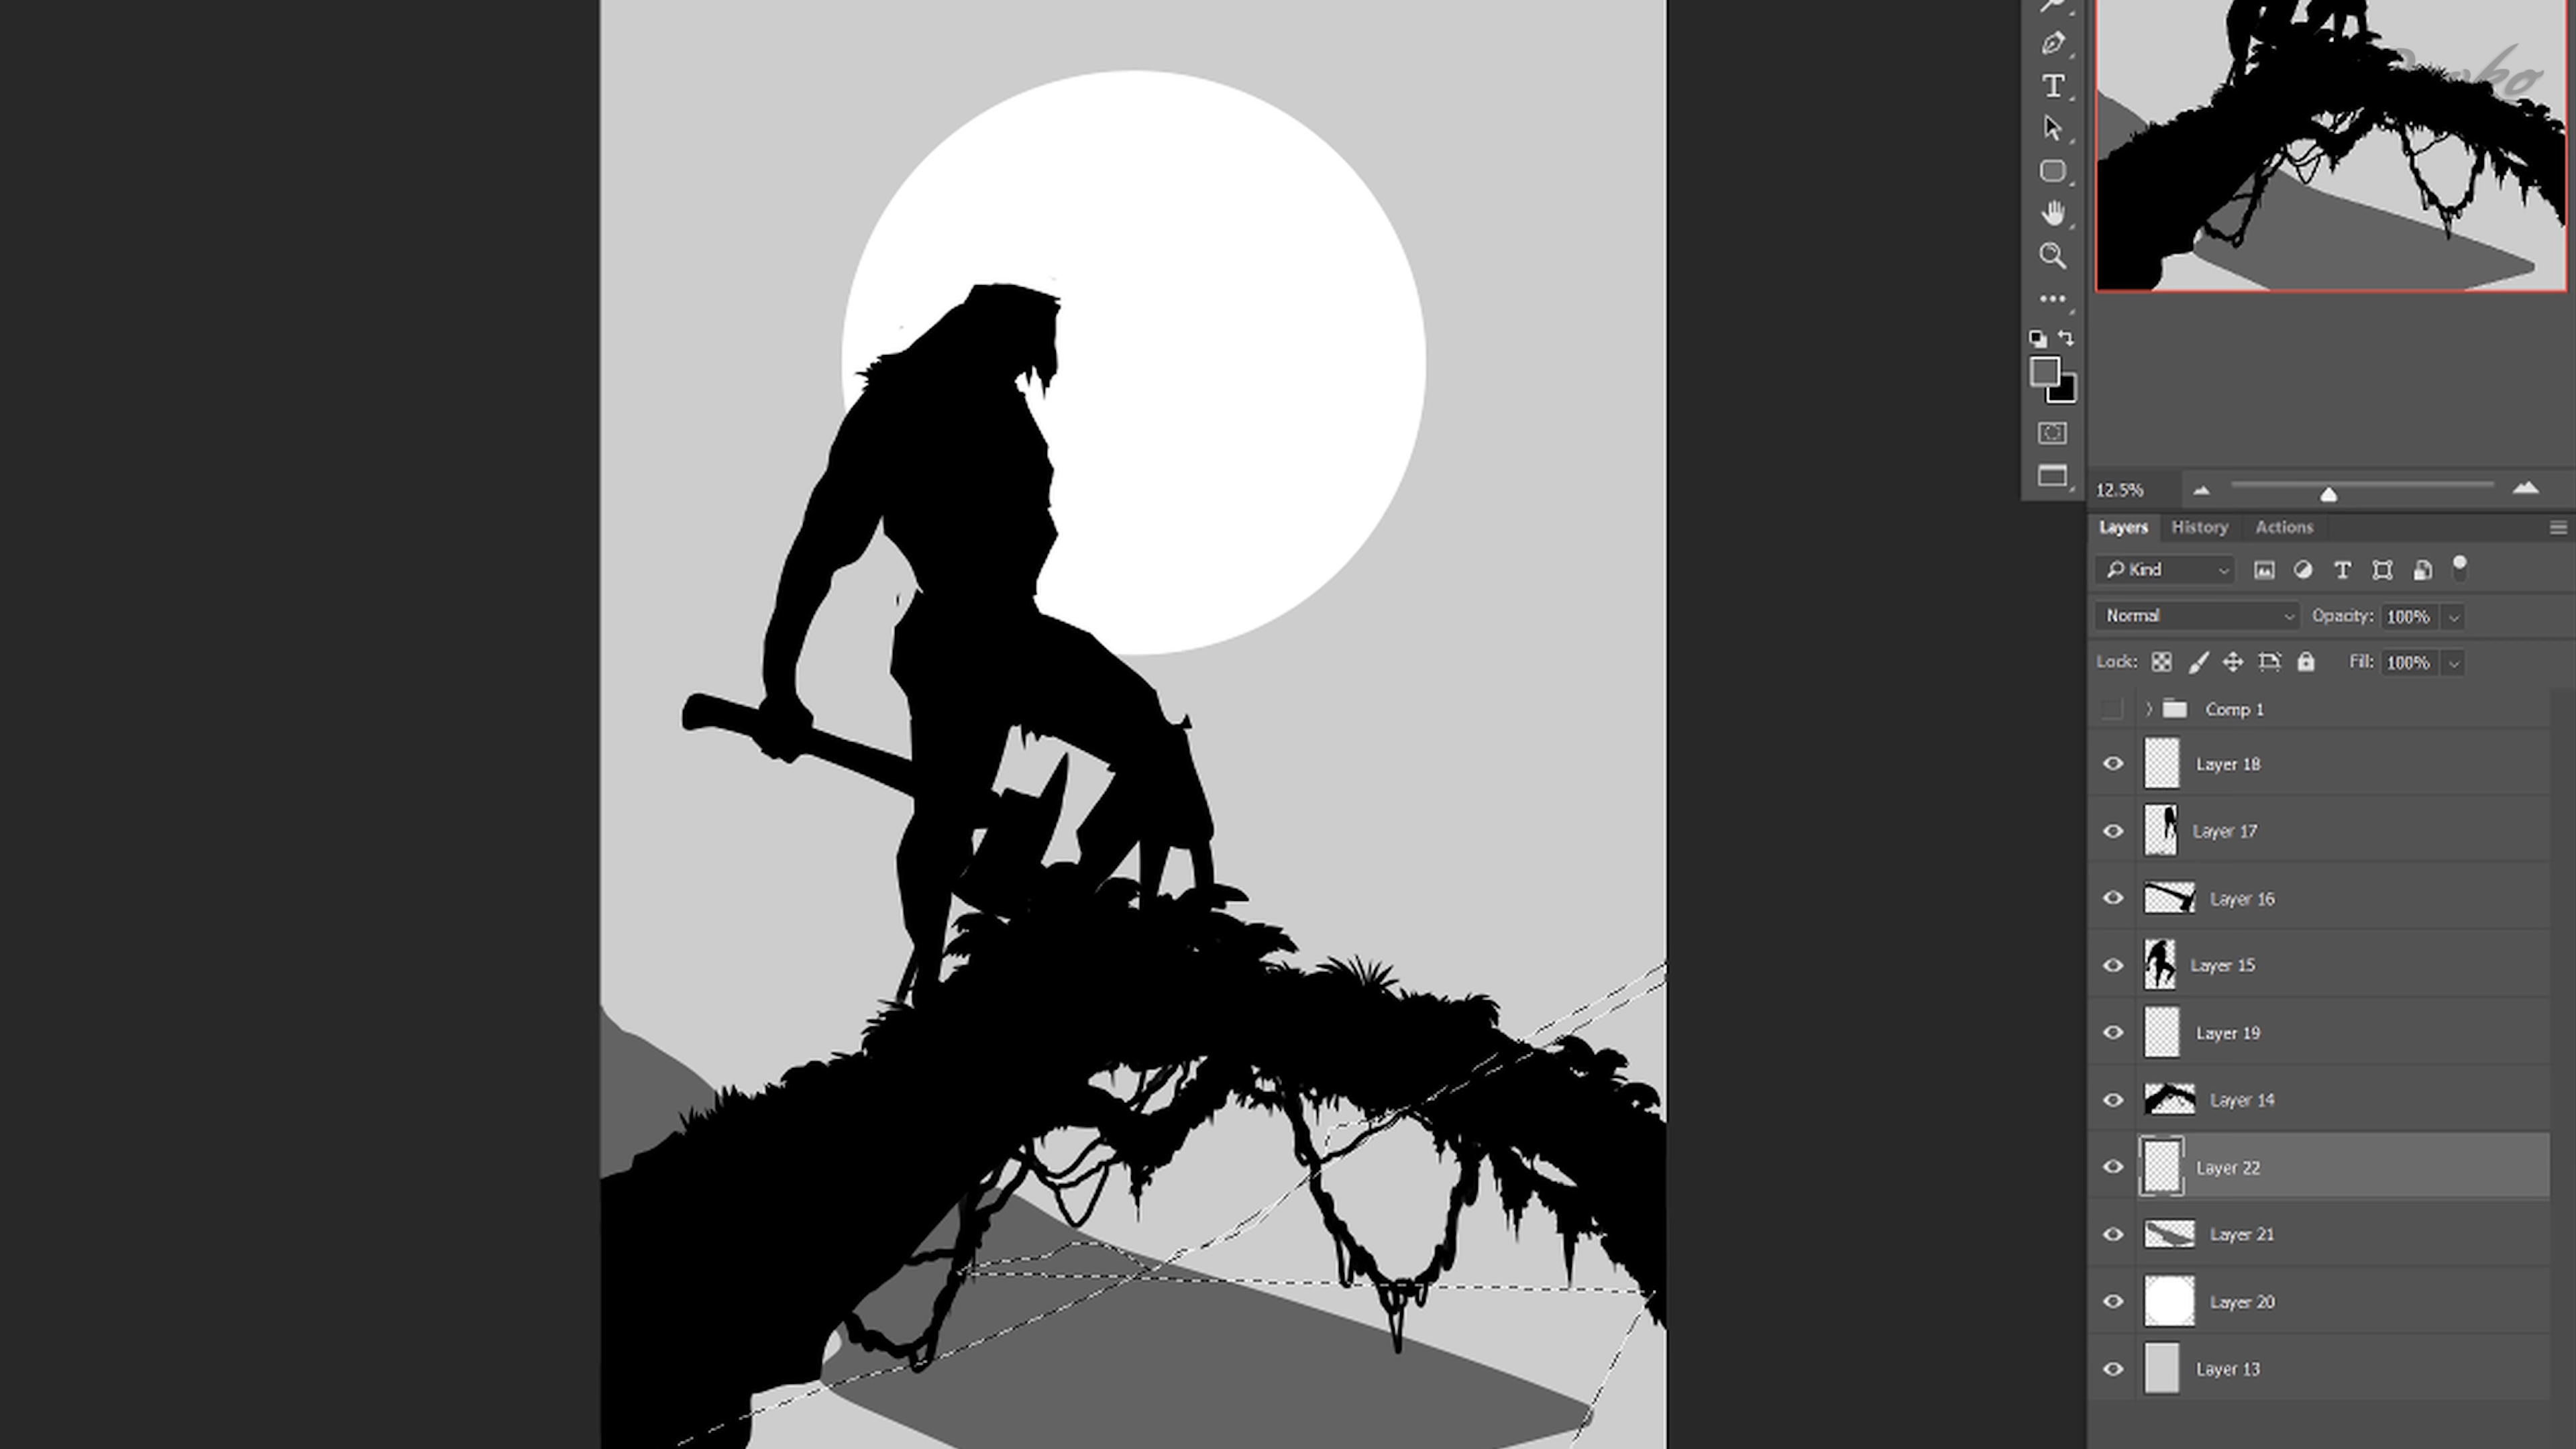 12.5%
Layers History Actions
Kind
Normal Opacity: 100%
Lock: Fill: 100%
Comp 1
Layer 18
Layer 17
Layer 16
Layer 15
Layer 19
Layer 14
Layer 22
Layer 21
Layer 20
Layer 13